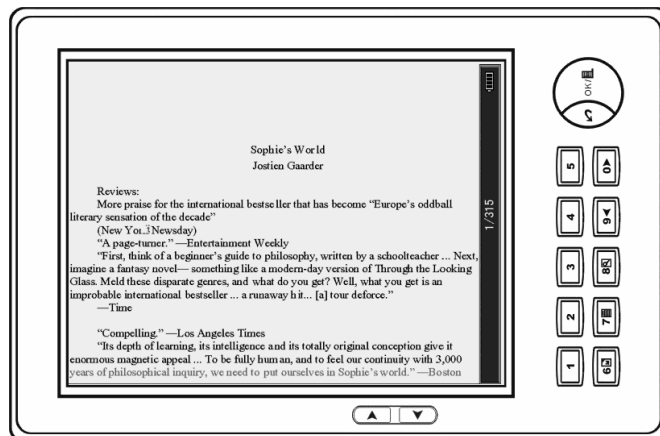 Sophie's World
Jostien Gaarder
Reviews:
More praise for the international bestseller that has become “Europe's oddball
literary sensation of the decade”
(New Newsday)
“A page-turner.” —Entertainment Weekly
“First, think of a beginner's guide to philosophy, written by a schoolteacher ... Next,
imagine a fantasy novel— something like a modern-day version of Through the Looking
Glass. Meld these disparate genres, and what do you get? Well, what you get is an
improbable international bestseller ... a runaway hit... [a] tour deforce.”
—Time
“Compelling.” —Los Angeles Times
“Its depth of learning, its intelligence and its totally original conception give it
enormous magnetic appeal ... To be fully human, and to feel our continuity with 3,000
years of philosophical inquiry, we need to put ourselves in Sophie's world.” —Boston
1/315
OK/
5 0
4 9
3 8
2 7
1 6